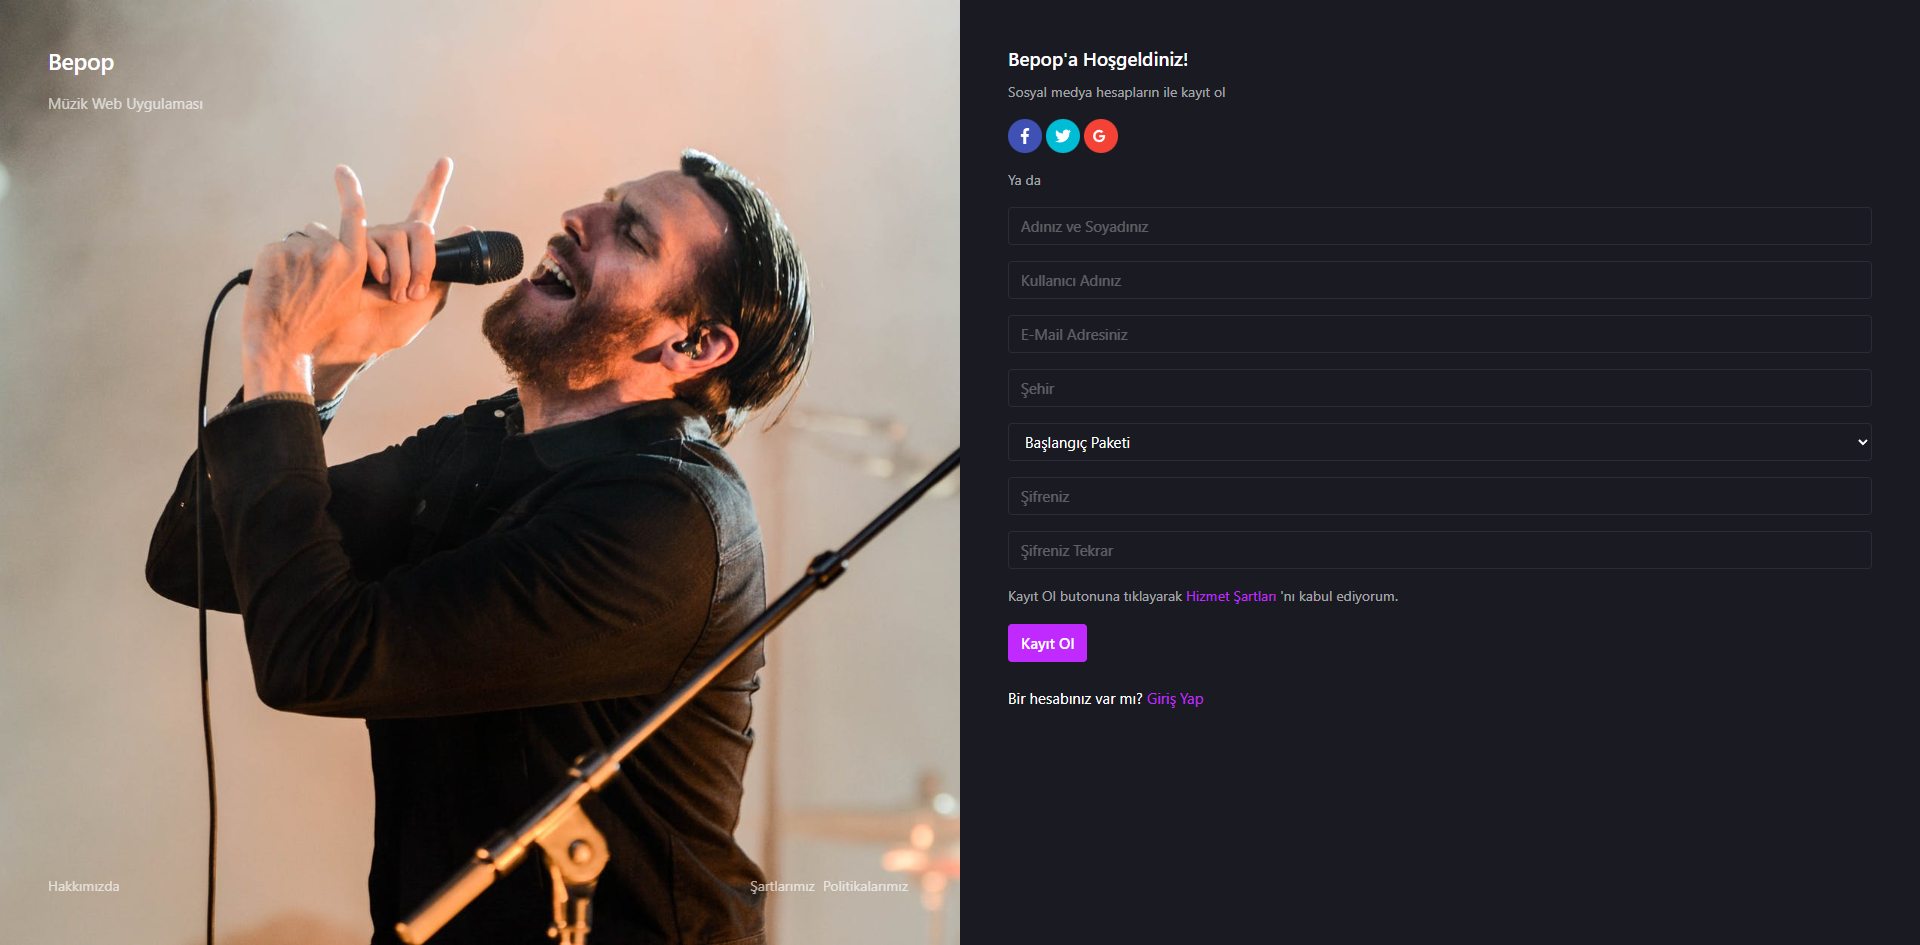 Bepop
Müzik Web Uygulaması
Hakkımızda
Şartlarımız Politikalarımız
Bepop'a Hoşgeldiniz!
Sosyal medya hesapların ile kayıt ol
Ya da
Adınız ve Soyadınız
Kullanıcı Adınız
E-Mail Adresiniz
Şehir
Başlangıç Paketi
Şifreniz
Şifreniz Tekrar
Kayıt Ol butonuna tıklayarak Hizmet Şartları 'nı kabul ediyorum.
Kayıt Ol
Bir hesabınız var mı? Giriş Yap